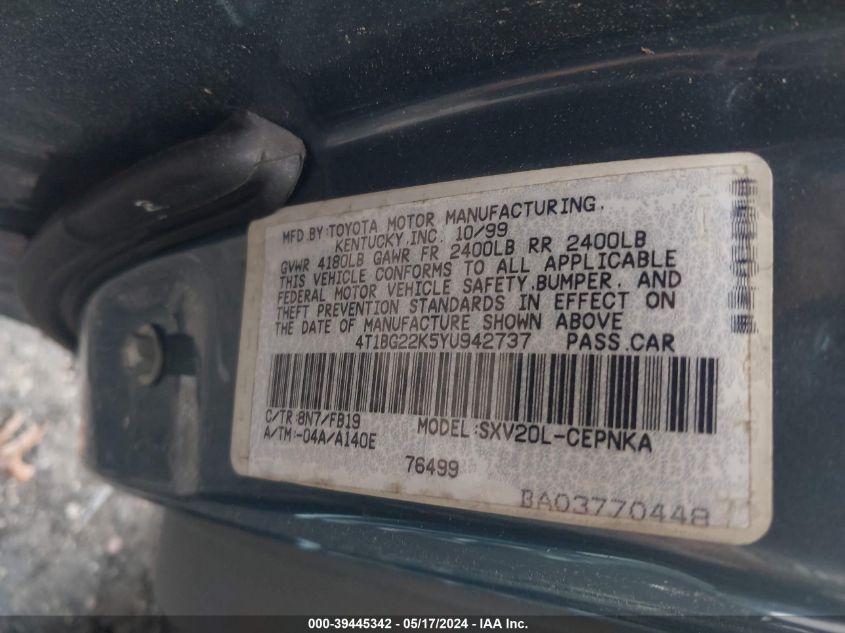 MFD.BY:TOYOTA MOTOR MANUFACTURING,
KENTUCKY,INC. 10/99
GVWR 4180LB GAWR FR 2400LB RR 2400LB
THIS VEHICLE CONFORMS TO ALL APPLICABLE
FEDERAL MOTOR VEHICLE SAFETY,BUMPER, AND
THEFT PREVENTION STANDARDS IN EFFECT ON
THE DATE OF MANUFACTURE SHOWN ABOVE
4T1BG22K5YU942737 PASS.CAR
C/TR:8N7/FB19
A/TM:-04A/A140E
MODEL:SXV20L-CEPNKA
76499
BA03770448
000-39445342 - 05/17/2024 - SXV - IAA Inc.